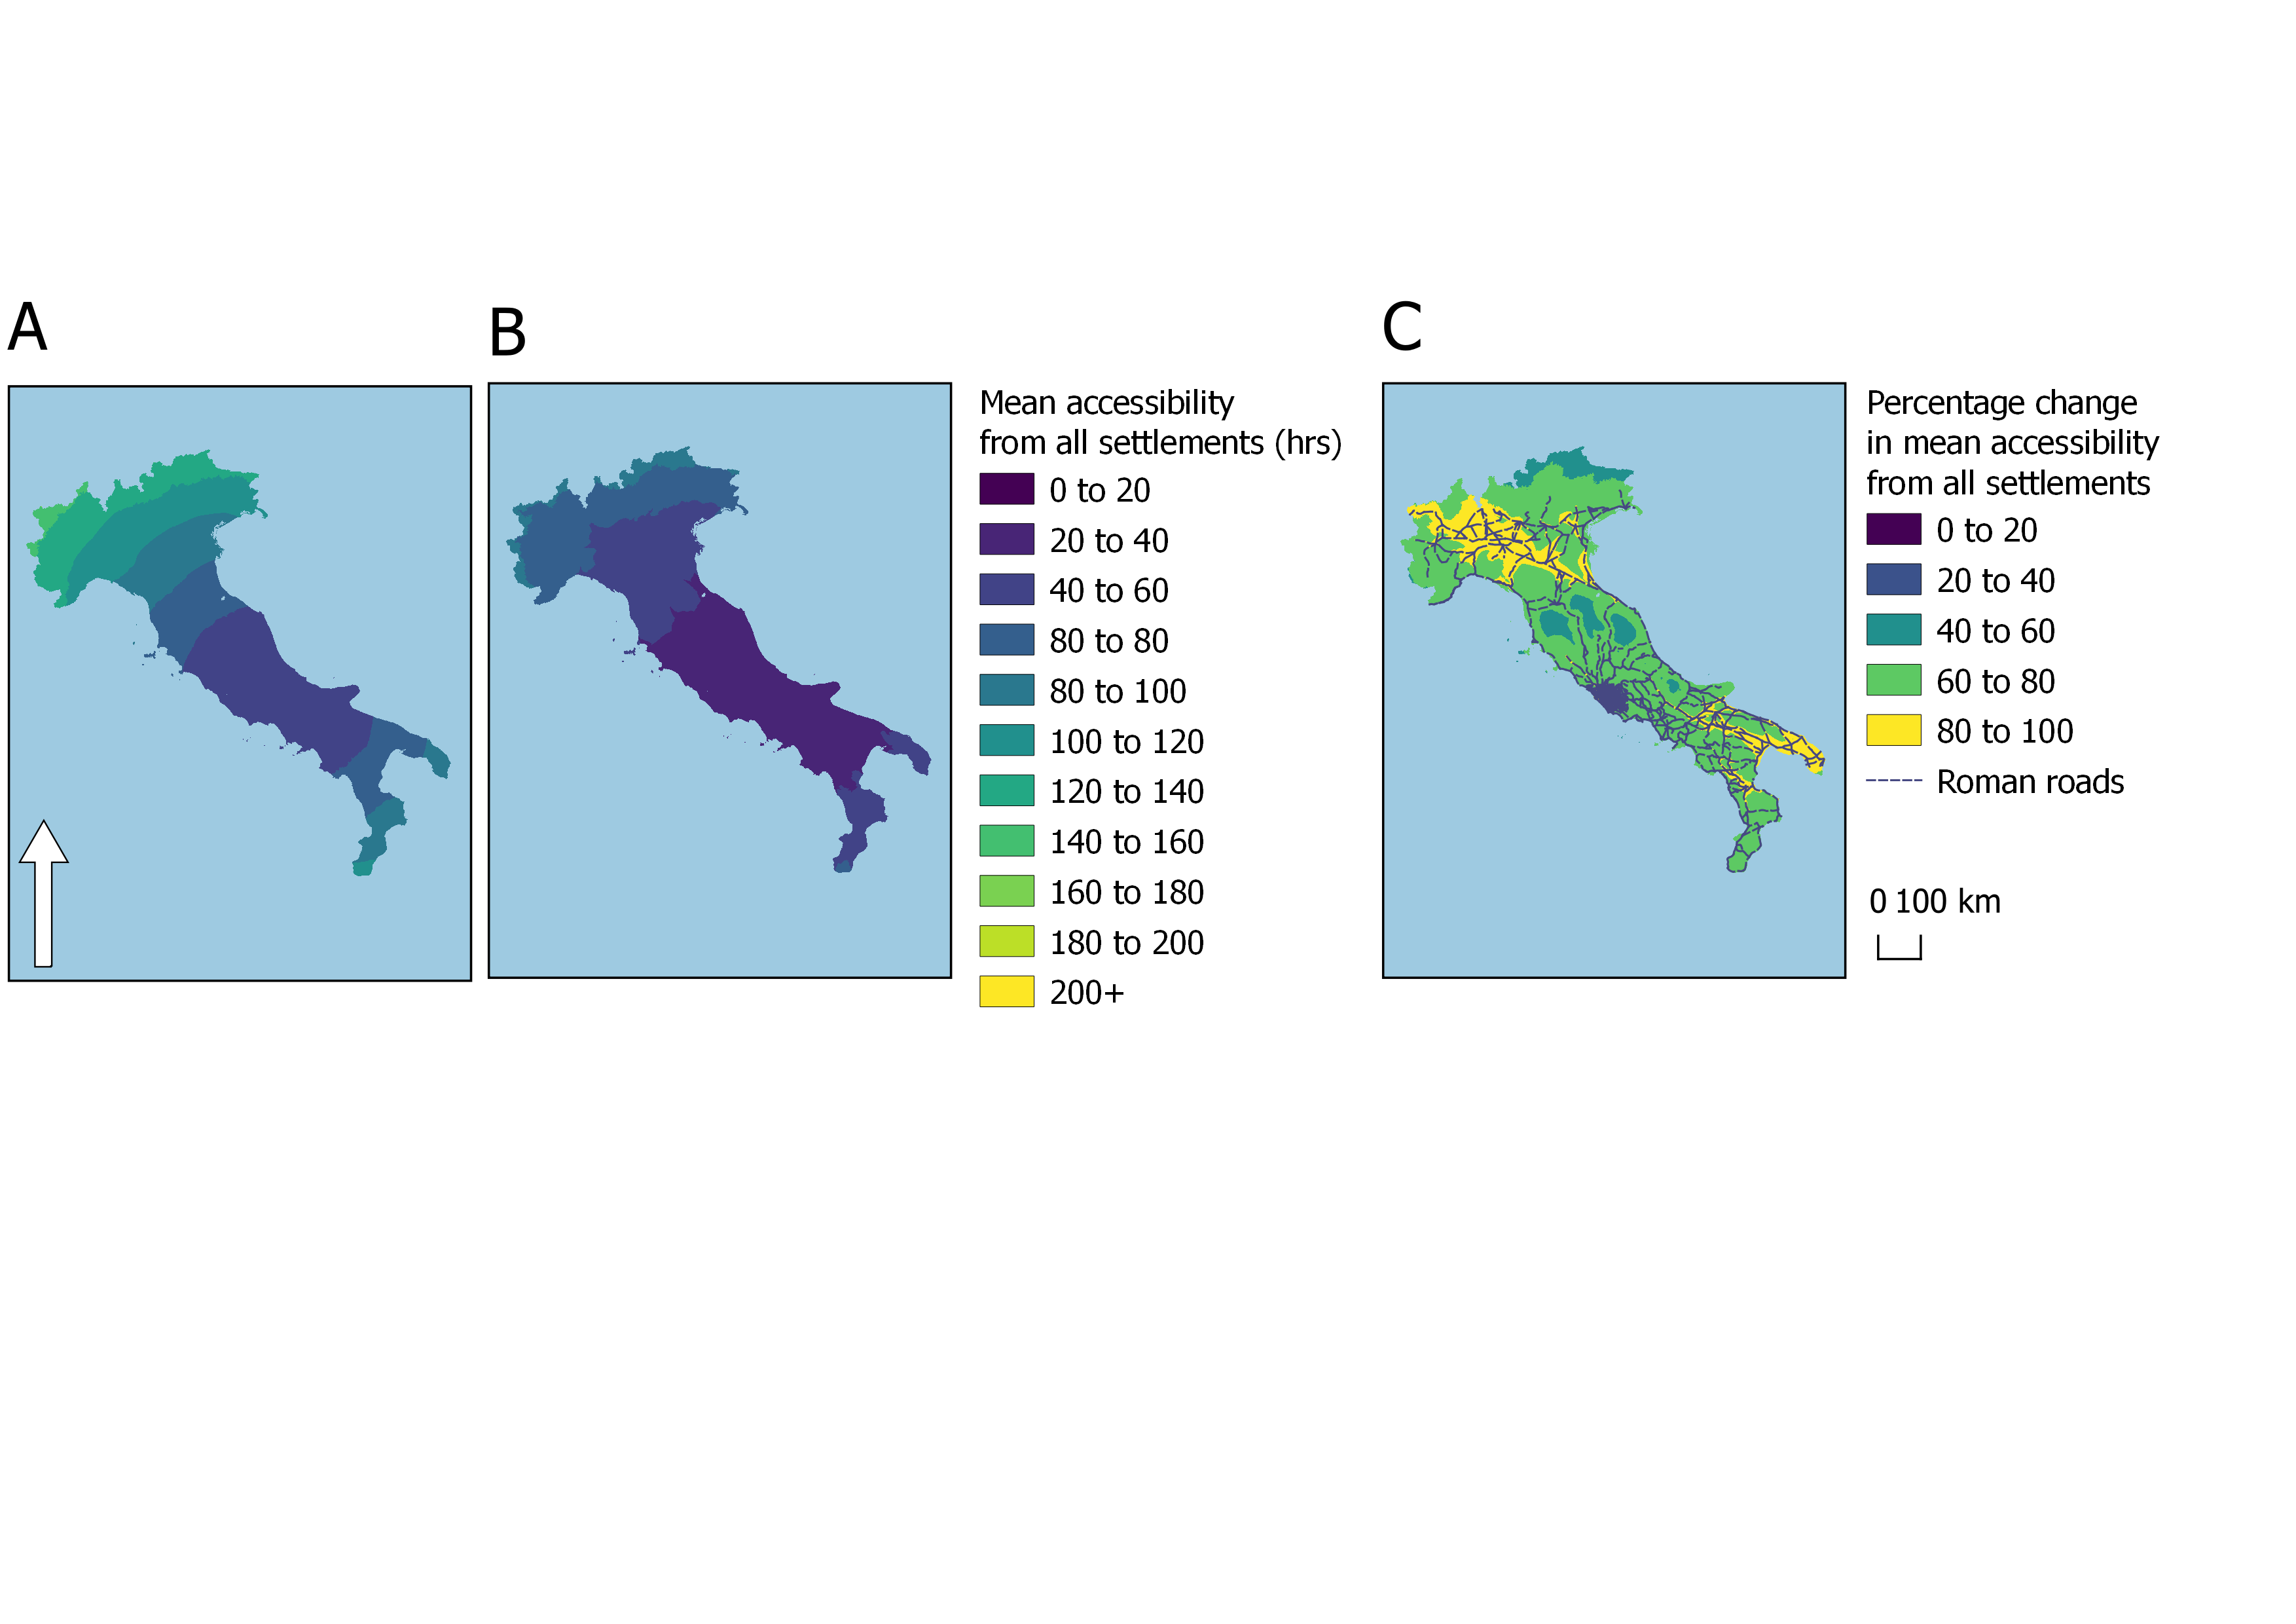 A
B
C
Mean accessibility
from all settlements (hrs)
0 to 20
20 to 40
40 to 60
80 to 80
80 to 100
100 to 120
120 to 140
140 to 160
160 to 180
180 to 200
200+
Percentage change
in mean accessibility
from all settlements
0 to 20
20 to 40
40 to 60
60 to 80
80 to 100
Roman roads
0 100 km